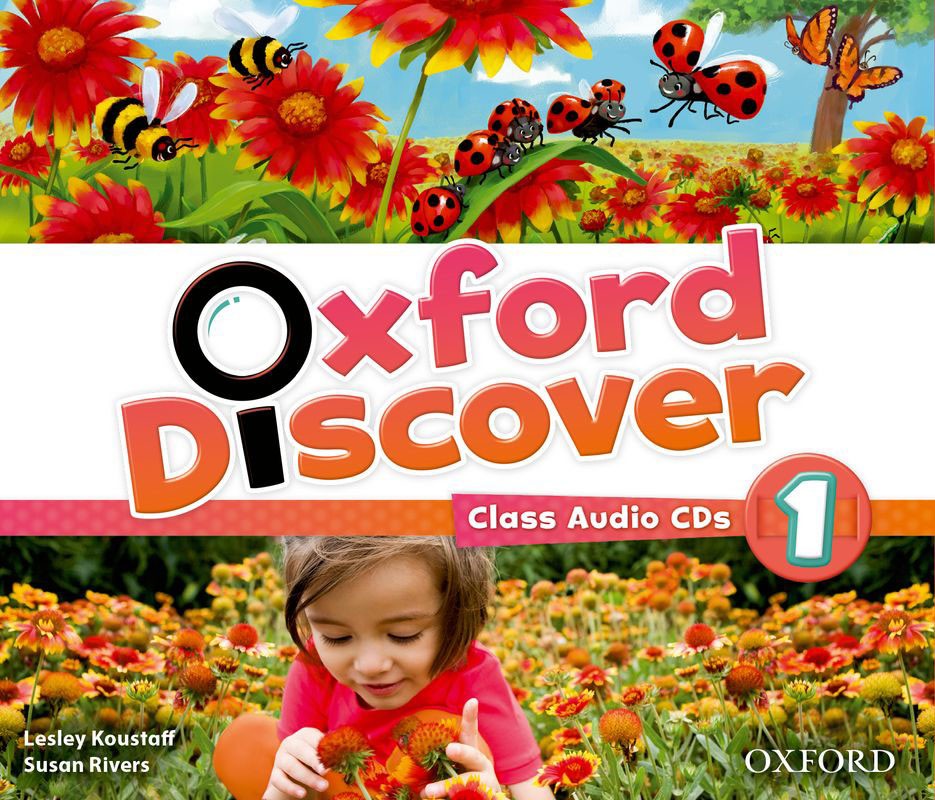 Oxford
Discover
Class Audio CDs
1
Lesley Koustaff
Susan Rivers
OXFORD